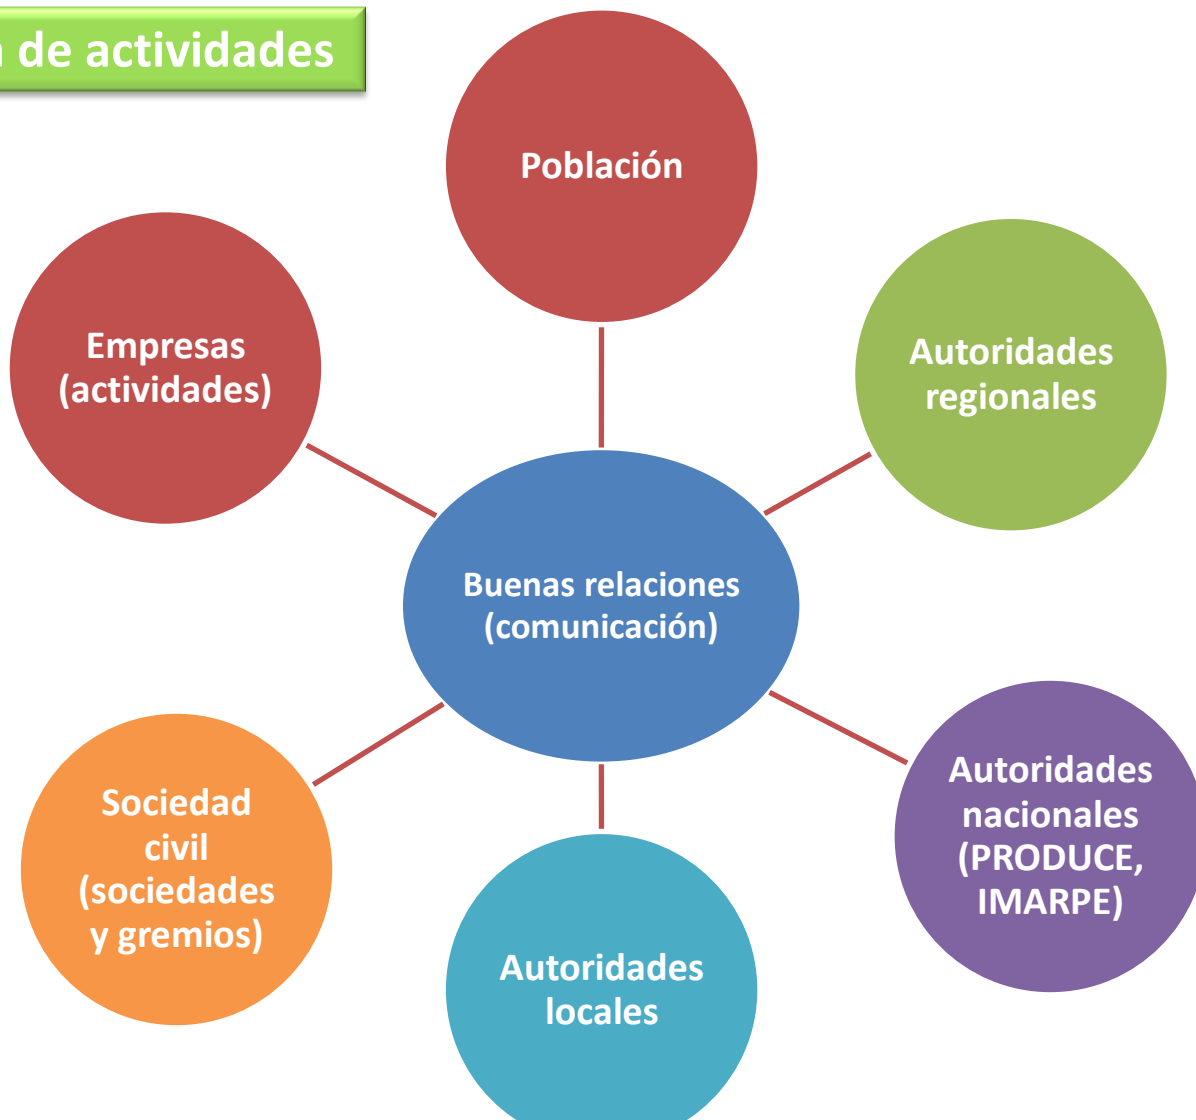 de actividades
Población
Empresas
(actividades)
Autoridades
regionales
Buenas relaciones
(comunicación)
Autoridades
nacionales
(PRODUCE,
IMARPE)
Sociedad
civil
(sociedades
y gremios)
Autoridades
locales